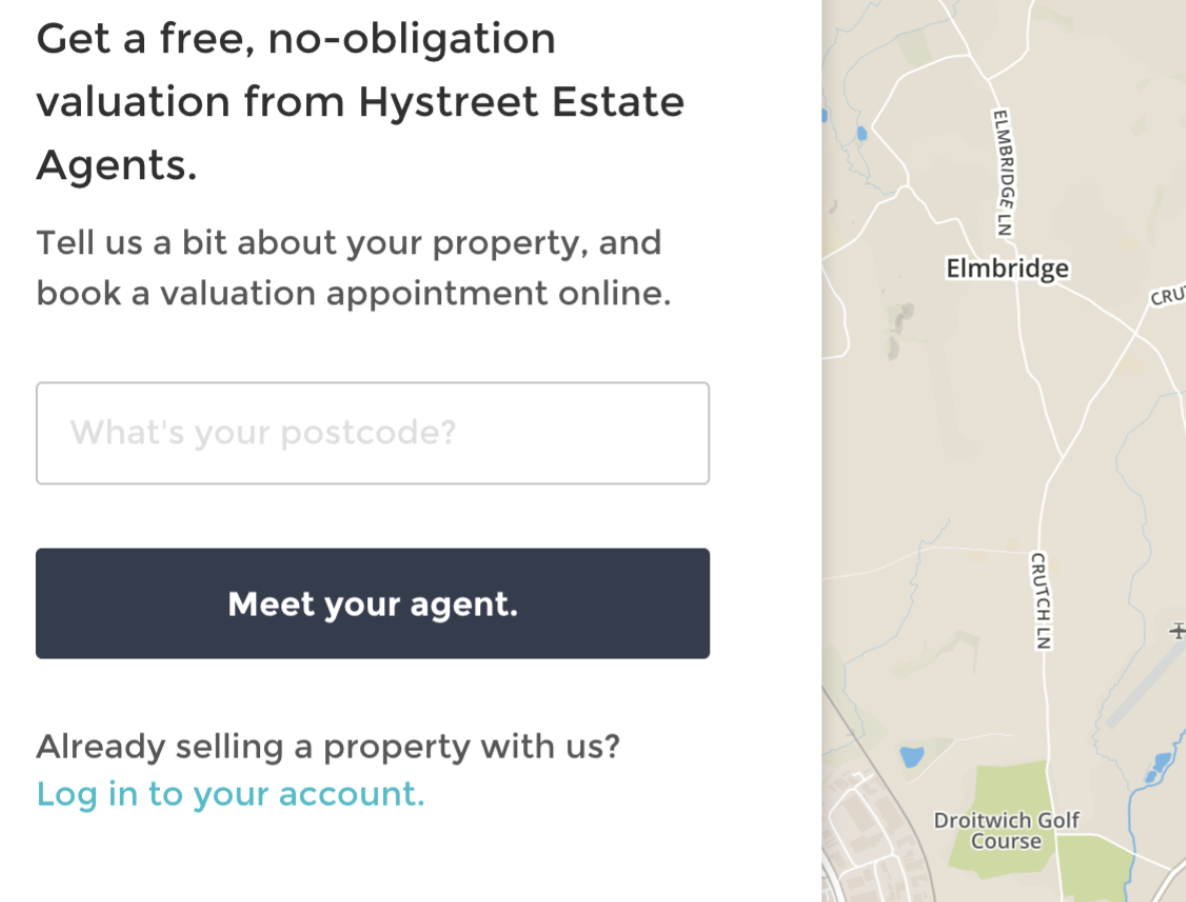 Get a free, no-obligation
valuation from Hystreet Estate
Agents.
Tell us a bit about your property, and
book a valuation appointment online.
What's your postcode?
Meet your agent.
Already selling a property with us?
Log in to your account.
ELMBRIDGE LN
Elmbridge
CRUTCH LN
Droitwich Golf
Course